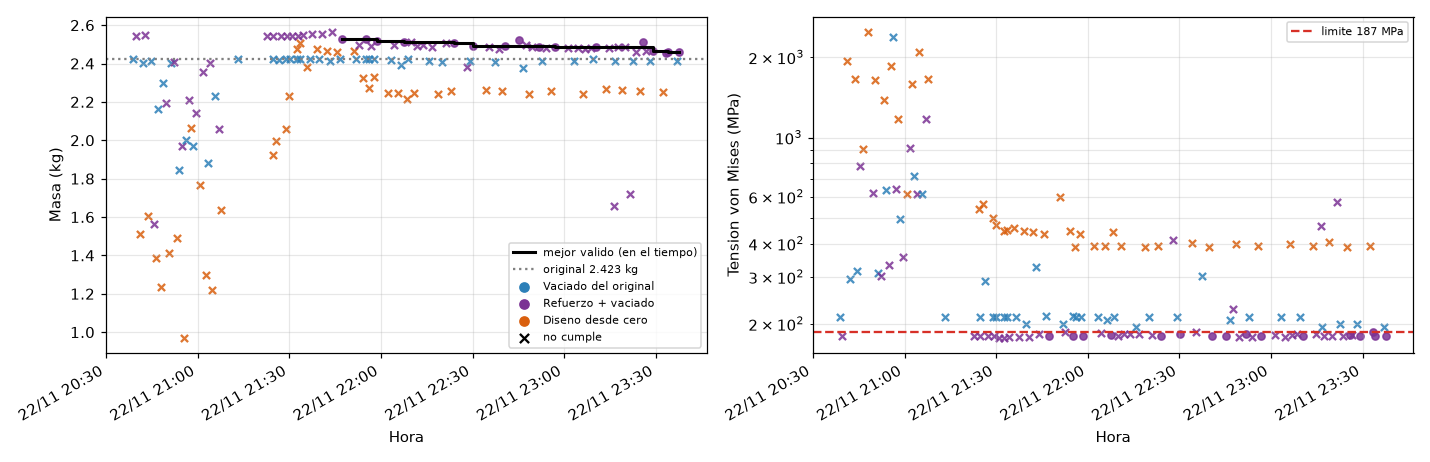 2.6
2.4
2.2
2.0
1.8
1.6
1.4
1.2
1.0
Masa (kg)
mejor valido (en el tiempo)
original 2.423 kg
Vaciado del original
Refuerzo + vaciado
Diseno desde cero
no cumple
22/11 20:30
22/11 21:00
22/11 21:30
22/11 22:00
22/11 22:30
22/11 23:00
22/11 23:30
Hora
limite 187 MPa
2 × 10³
10³
6 × 10²
4 × 10²
3 × 10²
2 × 10²
Tension von Mises (MPa)
22/11 20:30
22/11 21:00
22/11 21:30
22/11 22:00
22/11 22:30
22/11 23:00
22/11 23:30
Hora